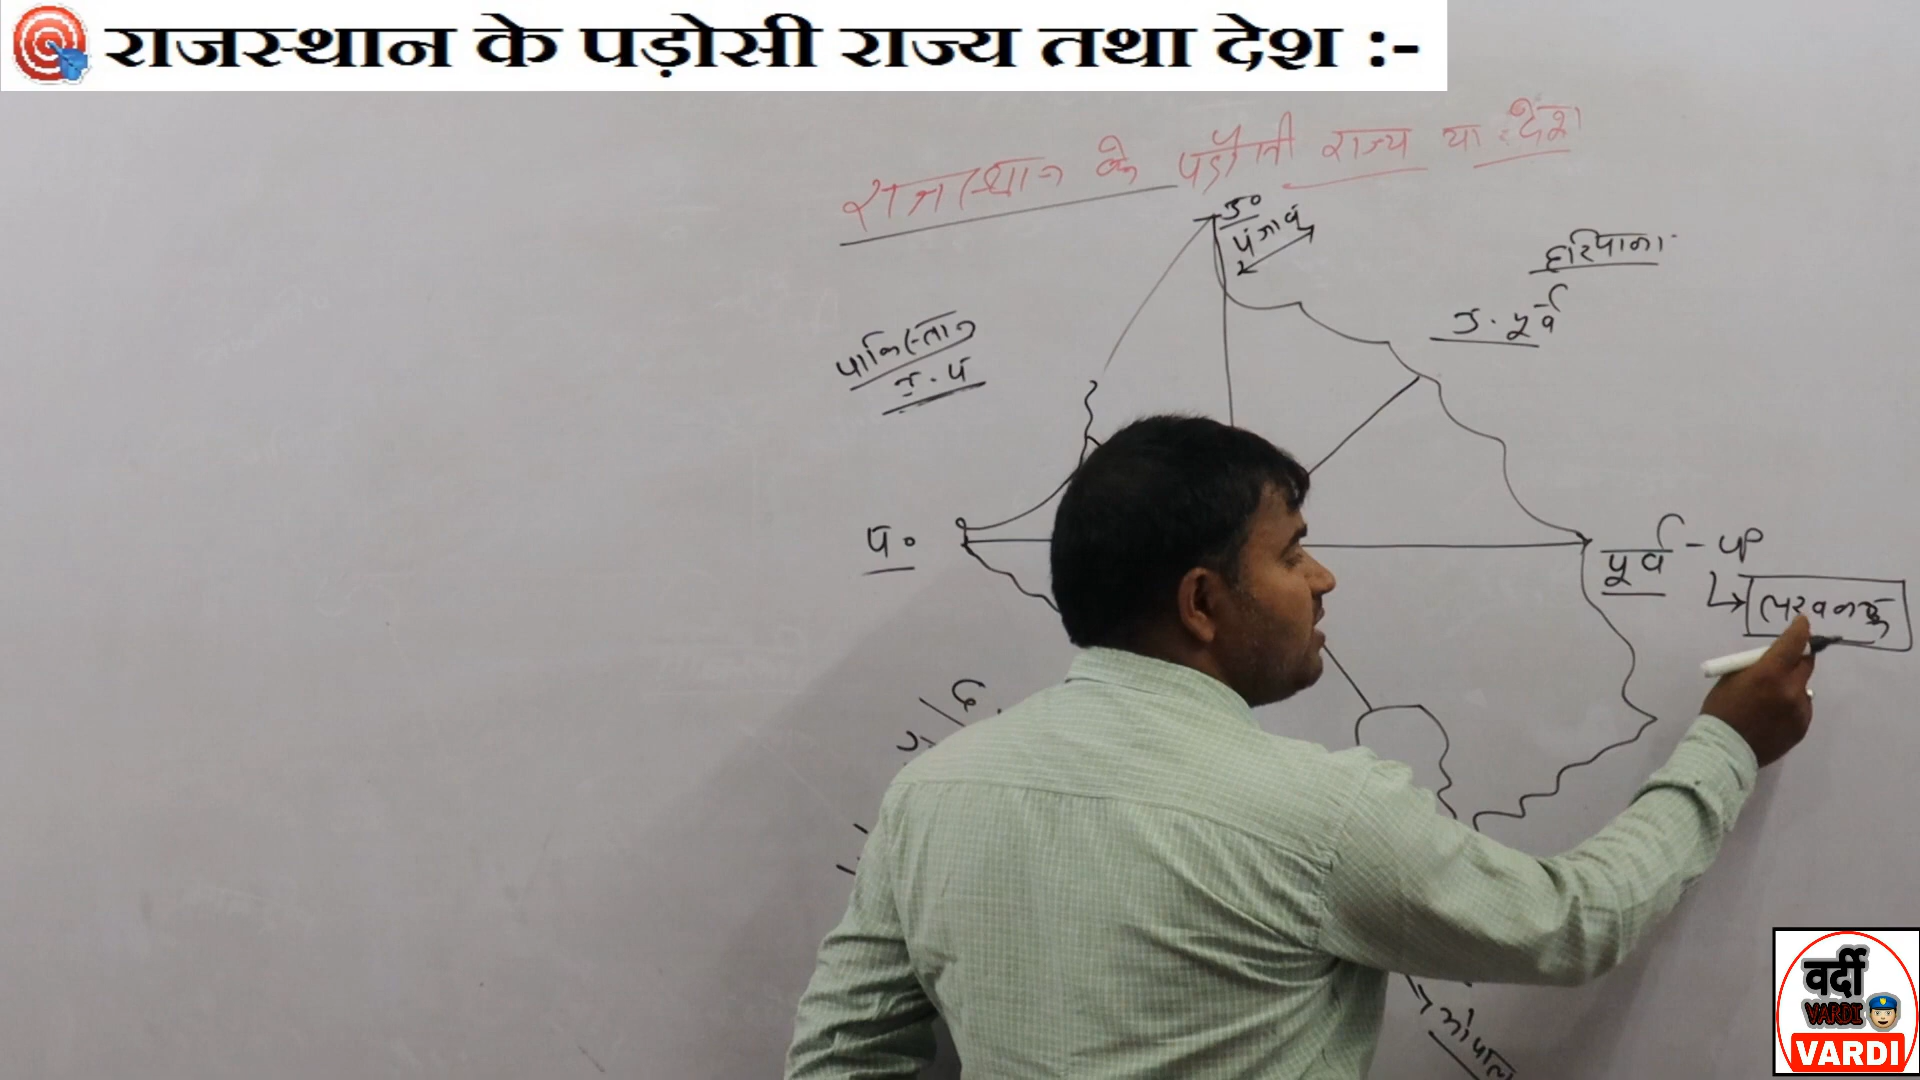 राजस्थान के पड़ोसी राज्य तथा देश :-
राजस्थान के पड़ौसी राज्य या देश
उ०
पंजाब
हरियाणा
उ. पूर्व
पाकिस्तान
उ. प
प०
पूर्व - UP
लखनऊ
द.
भोपाल
वर्दी
VARDI
VARDI